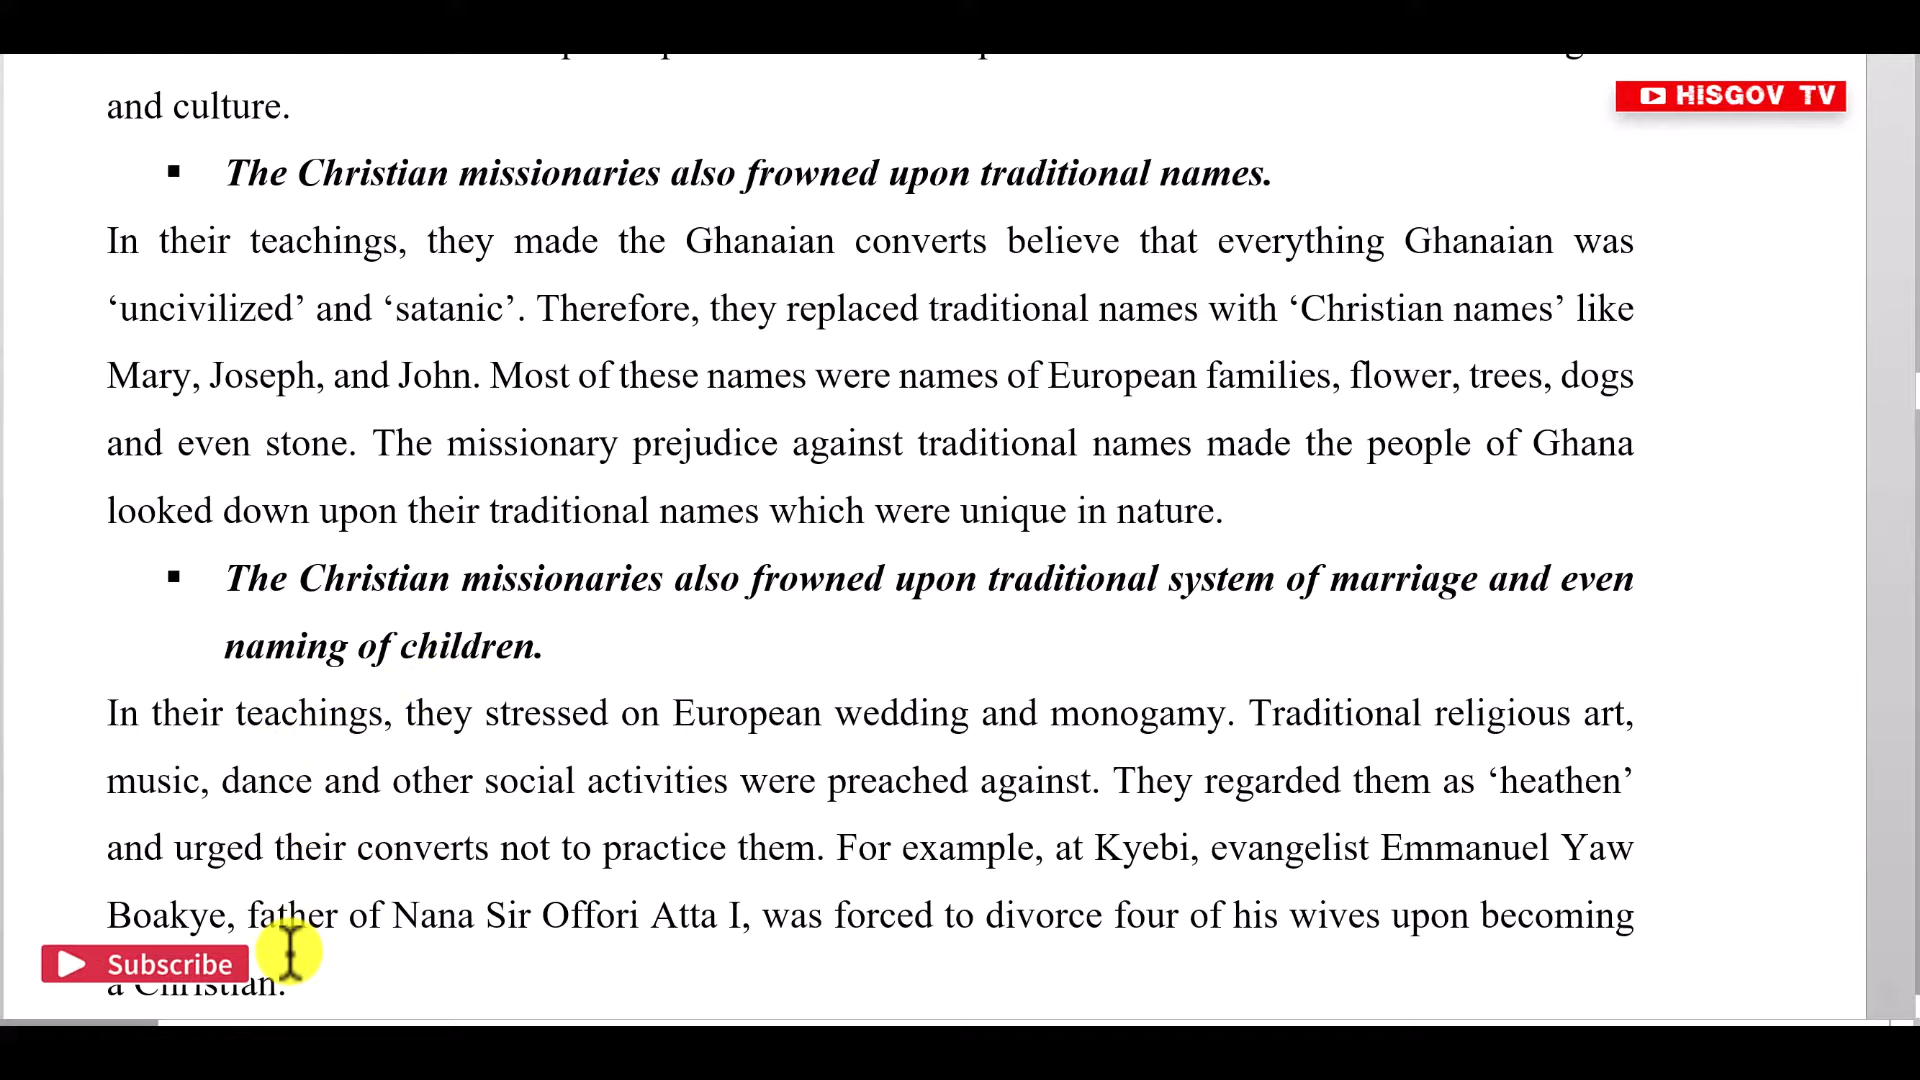 and culture.
HiSGOV TV
▪ The Christian missionaries also frowned upon traditional names.
In their teachings, they made the Ghanaian converts believe that everything Ghanaian was
‘uncivilized’ and ‘satanic’. Therefore, they replaced traditional names with ‘Christian names’ like
Mary, Joseph, and John. Most of these names were names of European families, flower, trees, dogs
and even stone. The missionary prejudice against traditional names made the people of Ghana
looked down upon their traditional names which were unique in nature.
▪ The Christian missionaries also frowned upon traditional system of marriage and even
naming of children.
In their teachings, they stressed on European wedding and monogamy. Traditional religious art,
music, dance and other social activities were preached against. They regarded them as ‘heathen’
and urged their converts not to practice them. For example, at Kyebi, evangelist Emmanuel Yaw
Boakye, father of Nana Sir Offori Atta I, was forced to divorce four of his wives upon becoming
a Christian.
Subscribe